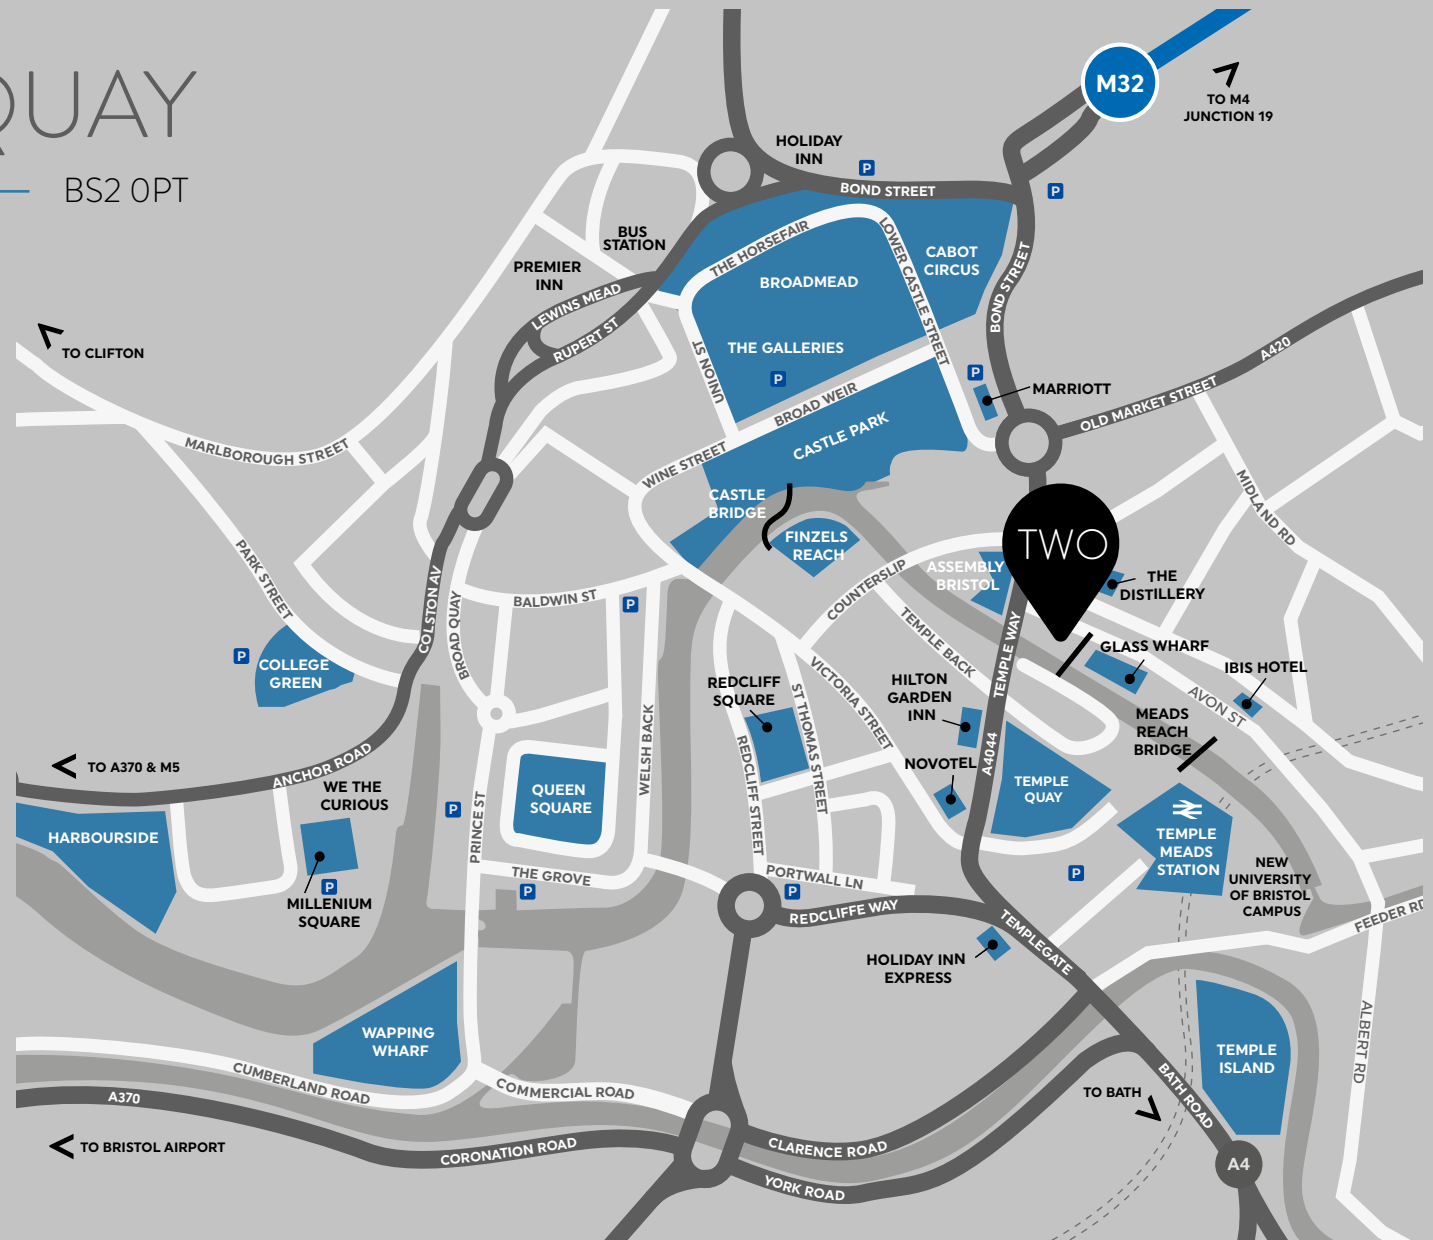 QUAY
BS2 0PT
M32
TO M4
JUNCTION 19
HOLIDAY
INN
P
BOND STREET
P
BUS
STATION
THE HORSEFAIR
LOWER CASTLE STREET
CABOT
CIRCUS
BOND STREET
PREMIER
INN
LEWINS MEAD
RUPERT ST
BROADMEAD
TO CLIFTON
THE GALLERIES
P
UNION ST
BROAD WEIR
P
MARRIOTT
A420
OLD MARKET STREET
MARLBOROUGH STREET
WINE STREET
CASTLE PARK
CASTLE
BRIDGE
FINZELS
REACH
MIDLAND RD
TWO
PARK STREET
COLSTON AV
BROAD QUAY
BALDWIN ST
P
COUNTERSLIP
ASSEMBLY
BRISTOL
THE
DISTILLERY
TEMPLE BACK
TEMPLE WAY
GLASS WHARF
IBIS HOTEL
AVON ST
P
COLLEGE
GREEN
REDCLIFF
SQUARE
ST THOMAS STREET
VICTORIA STREET
HILTON
GARDEN
INN
MEADS
REACH
BRIDGE
WELSH BACK
REDCLIFF STREET
A4044
NOVOTEL
TEMPLE
QUAY
TO A370 & M5
ANCHOR ROAD
WE THE
CURIOUS
QUEEN
SQUARE
P
PRINCE ST
HARBOURSIDE
TEMPLE
MEADS
STATION
P
MILLENIUM
SQUARE
THE GROVE
P
PORTWALL LN
P
P
REDCLIFFE WAY
TEMPLEGATE
NEW
UNIVERSITY
OF BRISTOL
CAMPUS
FEEDER RD
HOLIDAY INN
EXPRESS
ALBERT RD
WAPPING
WHARF
TEMPLE
ISLAND
CUMBERLAND ROAD
COMMERCIAL ROAD
A370
TO BATH
BATH ROAD
TO BRISTOL AIRPORT
CORONATION ROAD
CLARENCE ROAD
YORK ROAD
A4